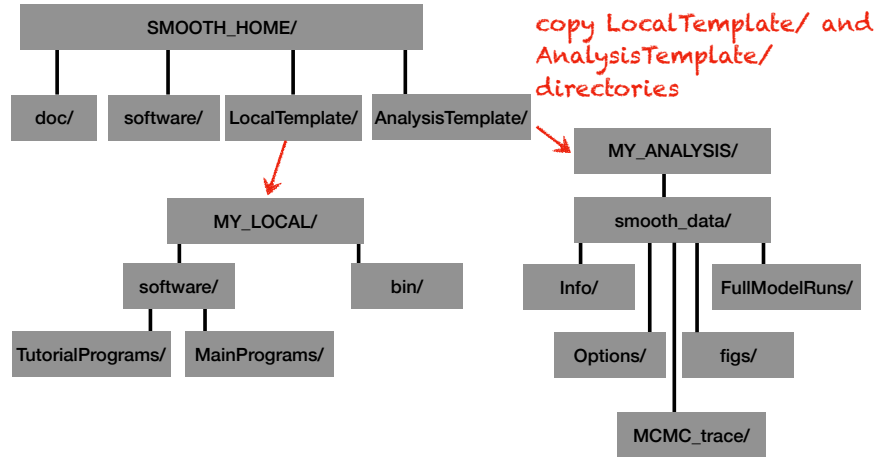 SMOOTH_HOME/
copy LocalTemplate/ and
AnalysisTemplate/
directories
doc/
software/
LocalTemplate/
AnalysisTemplate/
MY_ANALYSIS/
MY_LOCAL/
smooth_data/
software/
bin/
Info/
FullModelRuns/
TutorialPrograms/
MainPrograms/
Options/
figs/
MCMC_trace/